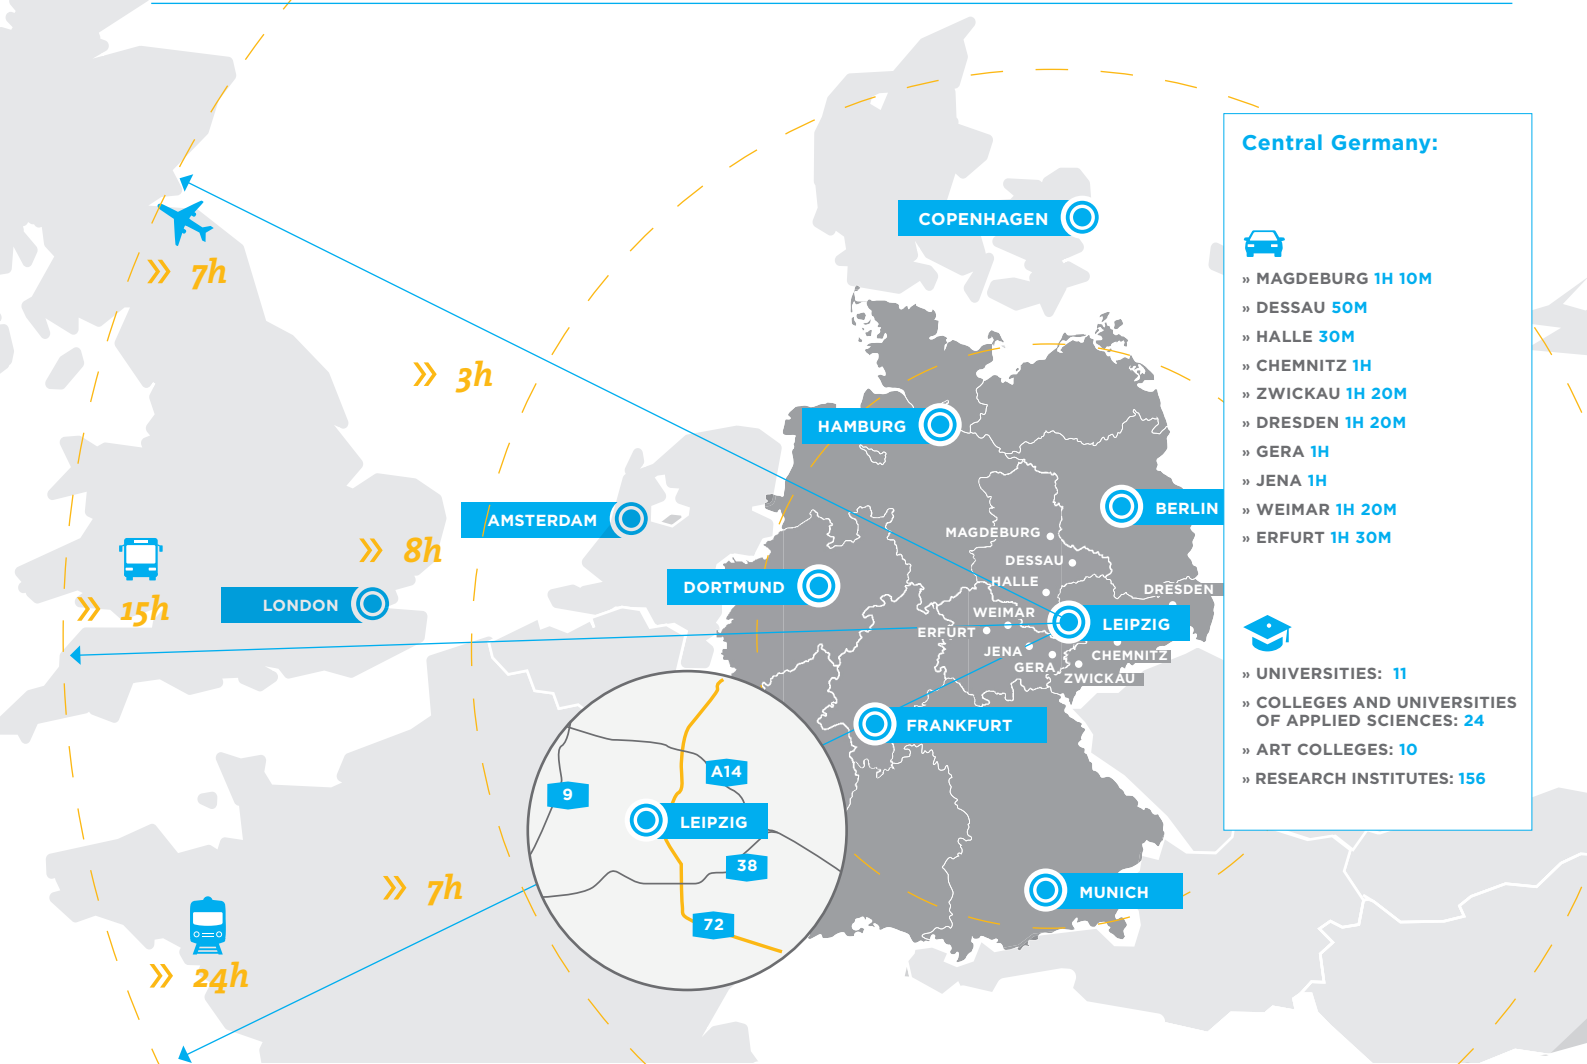 COPENHAGEN
» 7h
» 3h
HAMBURG
AMSTERDAM
BERLIN
MAGDEBURG
» 8h
DESSAU
HALLE
DORTMUND
DRESDEN
» 15h
LONDON
WEIMAR
LEIPZIG
ERFURT
JENA
CHEMNITZ
GERA
ZWICKAU
FRANKFURT
A14
9
LEIPZIG
38
» 7h
MUNICH
72
» 24h
Central Germany:
» MAGDEBURG 1H 10M
» DESSAU 50M
» HALLE 30M
» CHEMNITZ 1H
» ZWICKAU 1H 20M
» DRESDEN 1H 20M
» GERA 1H
» JENA 1H
» WEIMAR 1H 20M
» ERFURT 1H 30M
» UNIVERSITIES: 11
» COLLEGES AND UNIVERSITIES
OF APPLIED SCIENCES: 24
» ART COLLEGES: 10
» RESEARCH INSTITUTES: 156